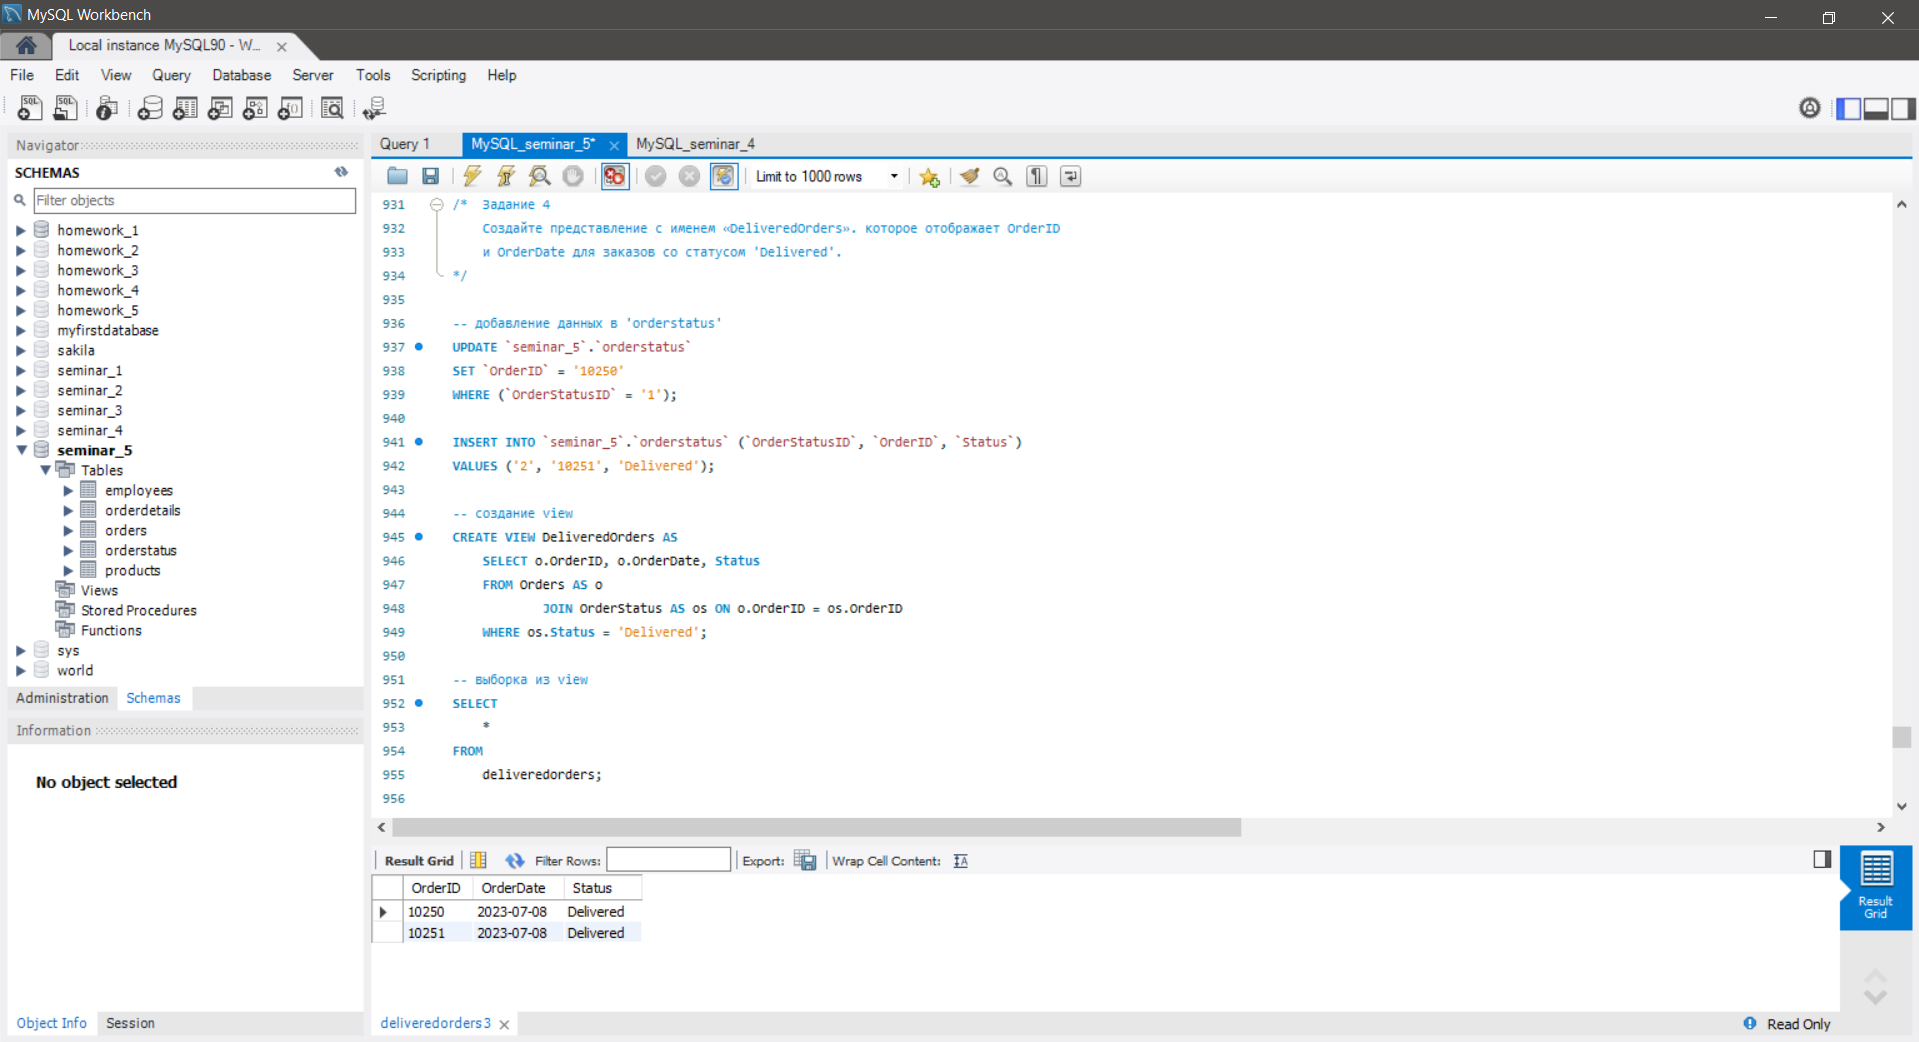 MySQL Workbench
Local instance MySQL90 - W...
File Edit View Query Database Server Tools Scripting Help
Navigator
SCHEMAS
Filter objects
homework_1
homework_2
homework_3
homework_4
homework_5
myfirstdatabase
sakila
seminar_1
seminar_2
seminar_3
seminar_4
seminar_5
Tables
employees
orderdetails
orders
orderstatus
products
Views
Stored Procedures
Functions
sys
world
Administration Schemas
Information
No object selected
Object Info Session
Query 1 MySQL_seminar_5* MySQL_seminar_4
Limit to 1000 rows
931 /* Задание 4
932 Создайте представление с именем «DeliveredOrders». которое отображает OrderID
933 и OrderDate для заказов со статусом 'Delivered'.
934 */
935
936 -- добавление данных в 'orderstatus'
937 UPDATE `seminar_5`.`orderstatus`
938 SET `OrderID` = '10250'
939 WHERE (`OrderStatusID` = '1');
940
941 INSERT INTO `seminar_5`.`orderstatus` (`OrderStatusID`, `OrderID`, `Status`)
942 VALUES ('2', '10251', 'Delivered');
943
944 -- создание view
945 CREATE VIEW DeliveredOrders AS
946 SELECT o.OrderID, o.OrderDate, Status
947 FROM Orders AS o
948 JOIN OrderStatus AS os ON o.OrderID = os.OrderID
949 WHERE os.Status = 'Delivered';
950
951 -- выборка из view
952 SELECT
953 *
954 FROM
955 deliveredorders;
956
Result Grid Filter Rows: Export: Wrap Cell Content:
OrderID OrderDate Status
10250 2023-07-08 Delivered
10251 2023-07-08 Delivered
Result
Grid
deliveredorders3
Read Only